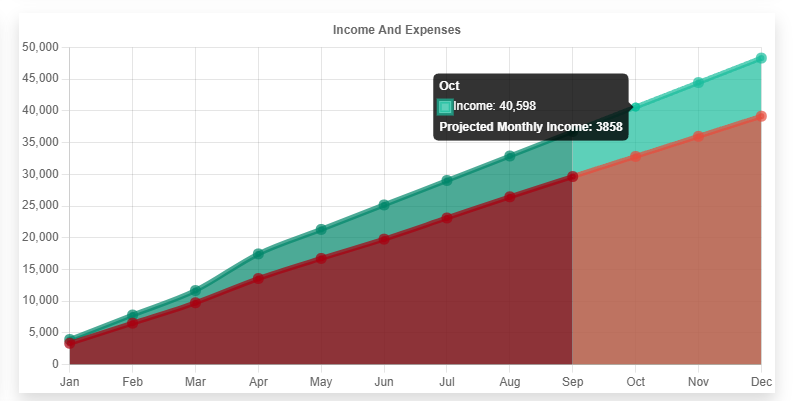 Income And Expenses
50,000
45,000
40,000
35,000
30,000
25,000
20,000
15,000
10,000
5,000
0
Oct
Income: 40,598
Projected Monthly Income: 3858
Jan Feb Mar Apr May Jun Jul Aug Sep Oct Nov Dec